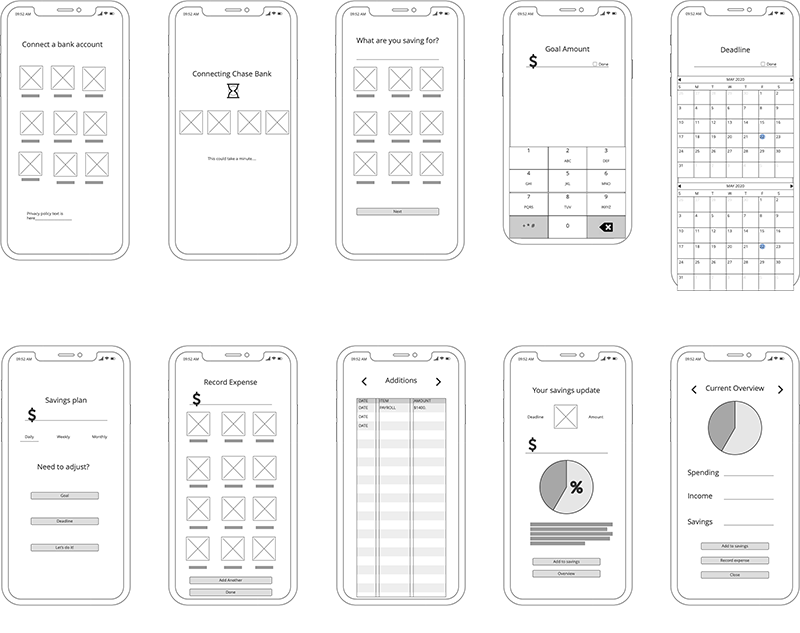 09:52 AM
Connect a bank account
Privacy policy text is
here
09:52 AM
Connecting Chase Bank
This could take a minute....
09:52 AM
What are you saving for?
Next
09:52 AM
Goal Amount
$
Done
1 2 3
ABC DEF
4 5 6
GHI JKL MNO
7 8 9
PQRS TUV WXYZ
+ * # 0
09:52 AM
Deadline
Done
MAY 2020
S M T W T F S
1 2
3 4 5 6 7 8 9
10 11 12 13 14 15 16
17 18 19 20 21 23
24 25 26 27 28 29 30
31
MAY 2020
S M T W T F S
1 2
3 4 5 6 7 8 9
10 11 12 13 14 15 16
17 18 19 20 21 23
24 25 26 27 28 29 30
31
09:52 AM
Savings plan
$
Daily Weekly Monthly
Need to adjust?
Goal
Deadline
Let's do it!
09:52 AM
Record Expense
$
Add Another
Done
09:52 AM
Additions
DATE ITEM AMOUNT
DATE PAYROLL $1400.
DATE
DATE
09:52 AM
Your savings update
Deadline Amount
$
%
Add to savings
Overview
09:52 AM
Current Overview
Spending
Income
Savings
Add to savings
Record expense
Close